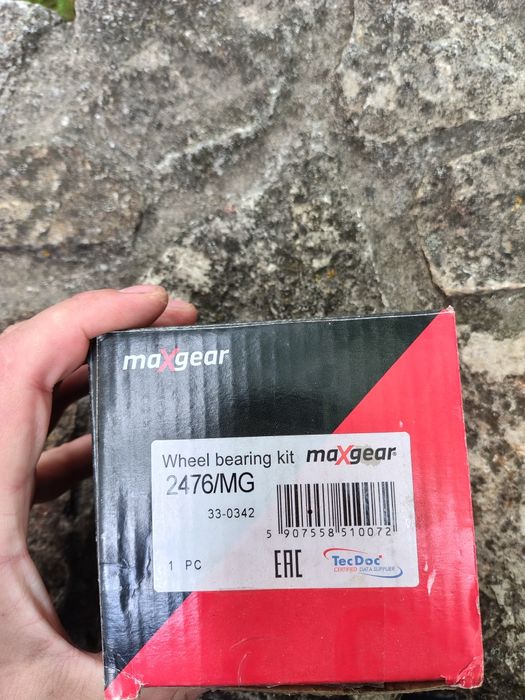 maXgear
Wheel bearing kit maXgear
2476/MG
33-0342
5 907558 510072
1 PC
EAC
TecDoc
CERTIFIED DATA SUPPLIER